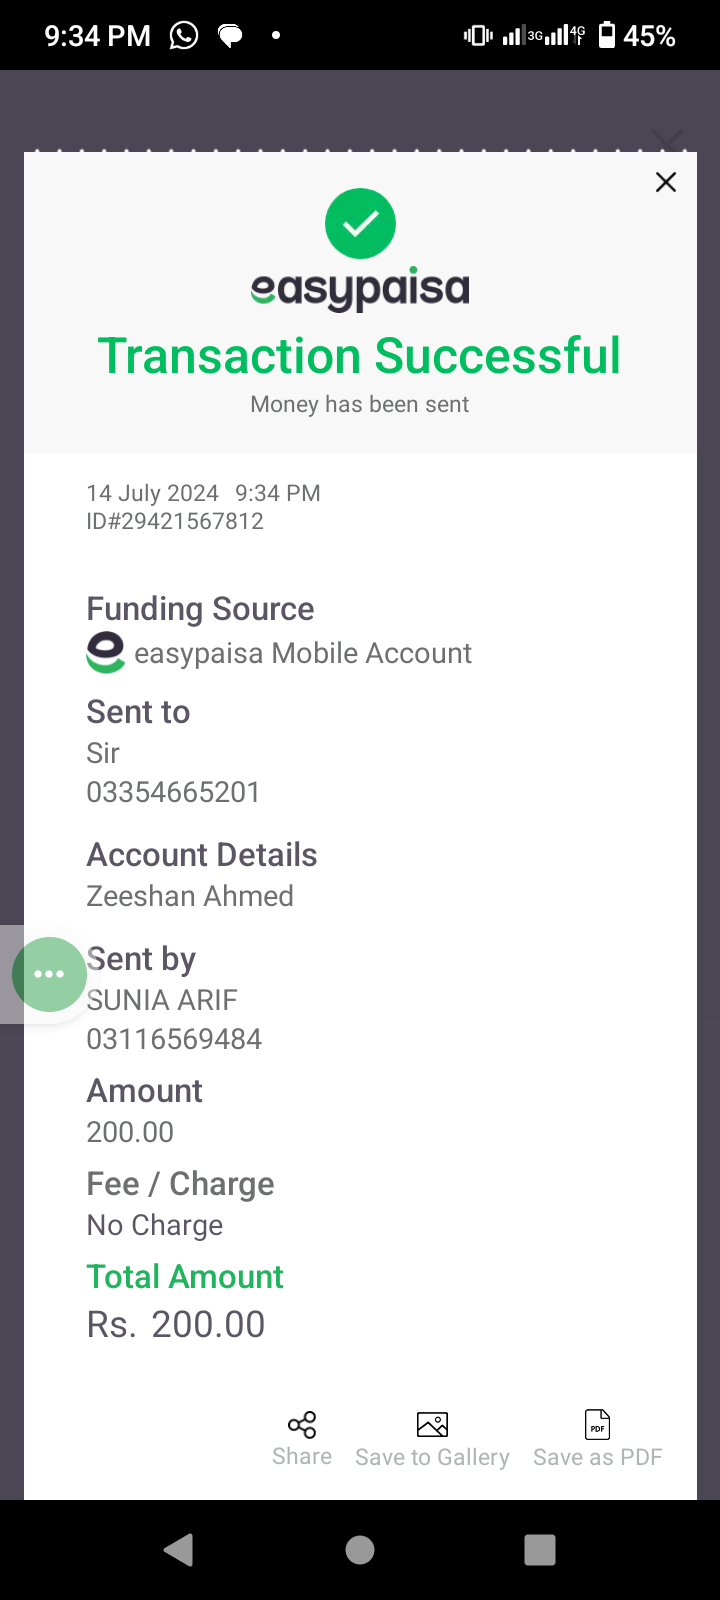 9:34 PM 3G 4G 45%
easypaisa
Transaction Successful
Money has been sent
14 July 2024 9:34 PM
ID#29421567812
Funding Source
easypaisa Mobile Account
Sent to
Sir
03354665201
Account Details
Zeeshan Ahmed
Sent by
SUNIA ARIF
03116569484
Amount
200.00
Fee / Charge
No Charge
Total Amount
Rs. 200.00
PDF
Share Save to Gallery Save as PDF